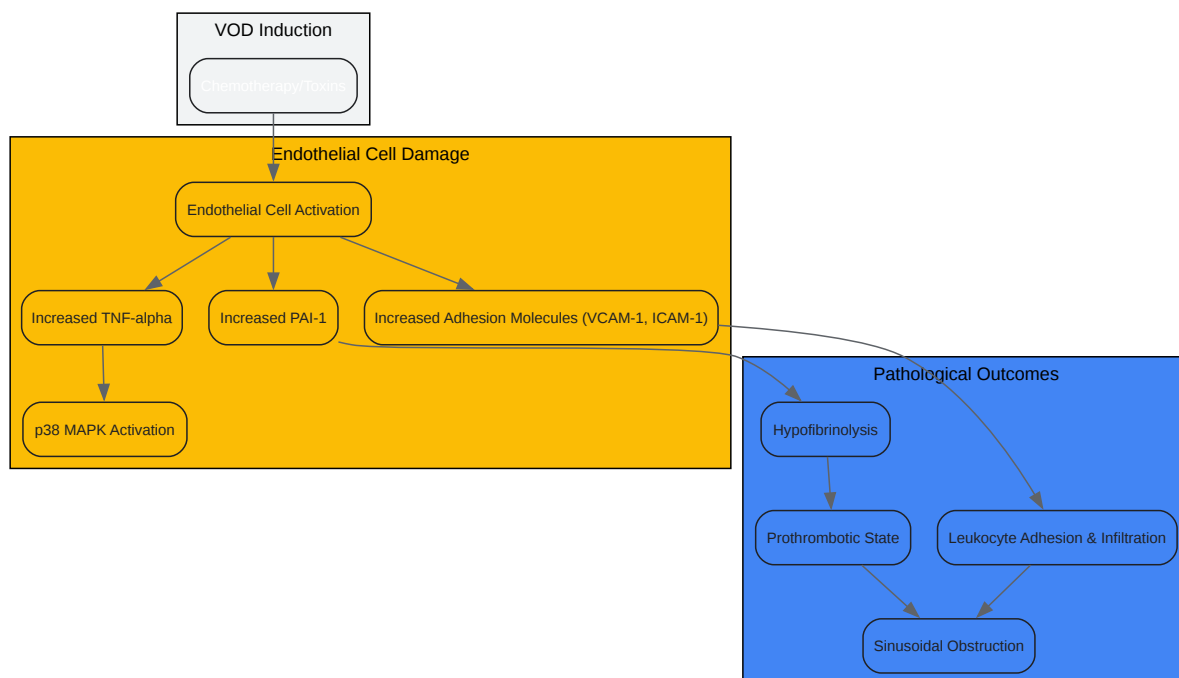 VOD Induction
Chemotherapy/Toxins
Endothelial Cell Damage
Endothelial Cell Activation
Increased TNF-alpha
Increased PAI-1
Increased Adhesion Molecules (VCAM-1, ICAM-1)
p38 MAPK Activation
Pathological Outcomes
Hypofibrinolysis
Prothrombotic State
Leukocyte Adhesion & Infiltration
Sinusoidal Obstruction